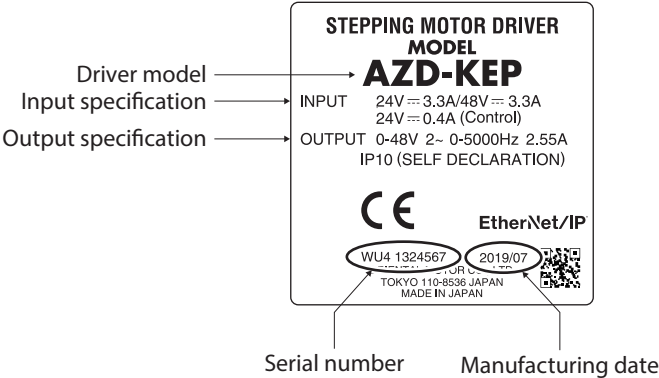 STEPPING MOTOR DRIVER
MODEL
Driver model
AZD-KEP
Input specification
INPUT 24V⎓3.3A/48V⎓3.3A
24V⎓0.4A (Control)
Output specification
OUTPUT 0-48V 2~ 0-5000Hz 2.55A
IP10 (SELF DECLARATION)
CE
EtherNet/IP
WU4 1324567 2019/07
TOKYO 110-8536 JAPAN
MADE IN JAPAN
Serial number
Manufacturing date